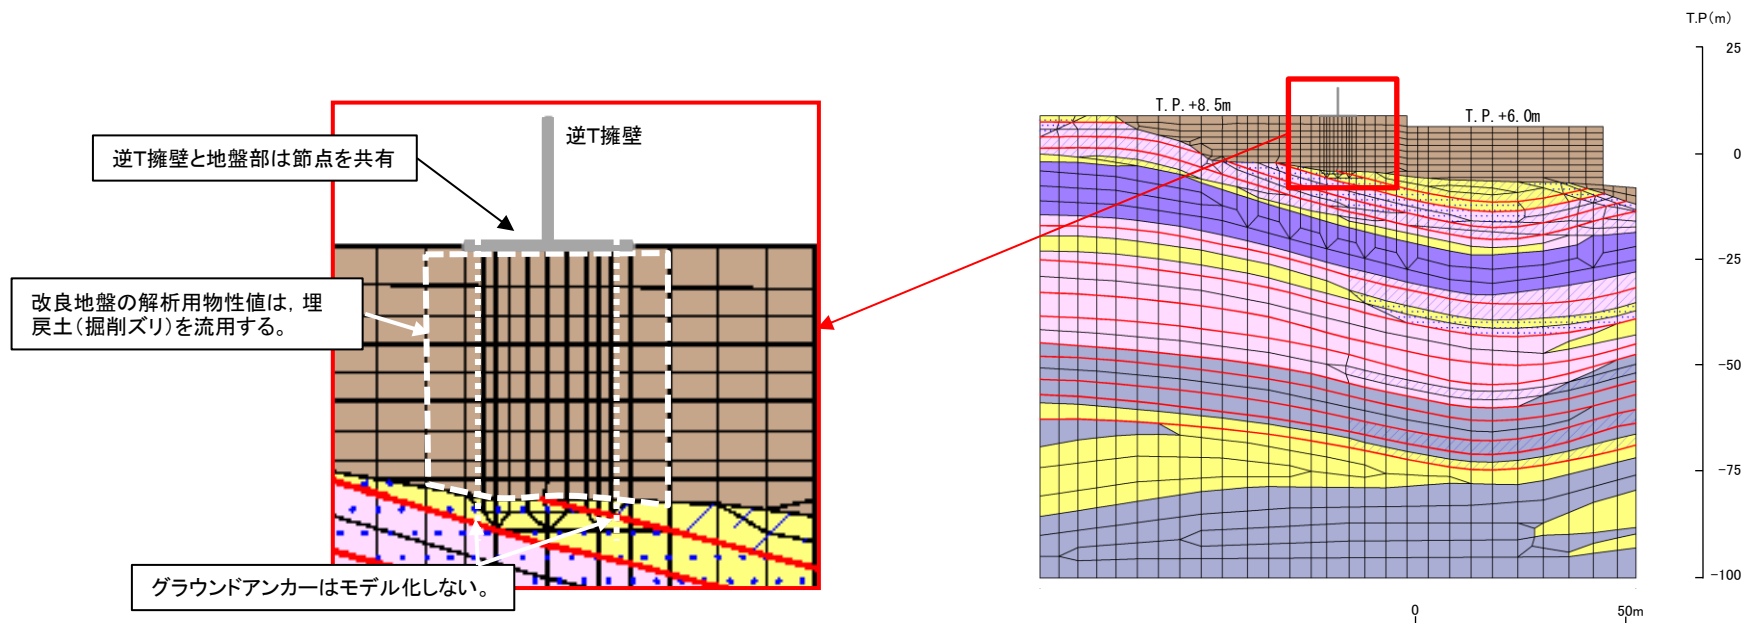 逆T擁壁と地盤部は節点を共有
逆T擁壁
改良地盤の解析用物性値は，埋
戻土（掘削ズリ）を流用する。
グラウンドアンカーはモデル化しない。
T.P（m）
25
0
−25
−50
−75
−100
T.P.+8.5m
T.P.+6.0m
0
50m